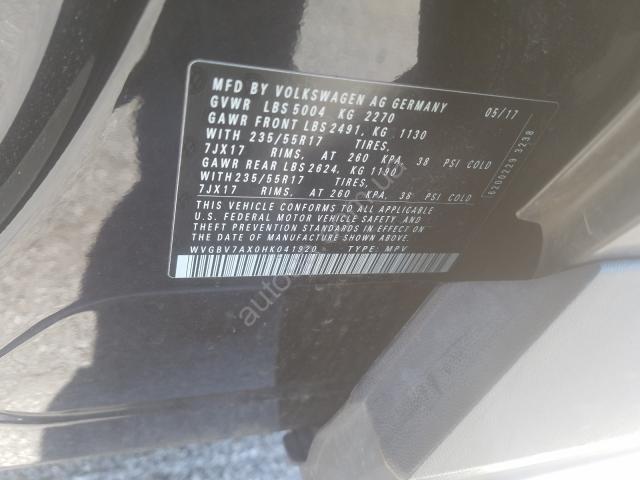 MFD BY VOLKSWAGEN AG GERMANY 05/17
GVWR LBS 5004 KG 2270
GAWR FRONT LBS 2491, KG 1130
WITH 235/55R17 TIRES,
7JX17 RIMS, AT 260 KPA, 38 PSI COLD
GAWR REAR LBS 2624, KG 1190
WITH235/55R17 TIRES,
7JX17 RIMS, AT 260 KPA, 38 PSI COLD
THIS VEHICLE CONFORMS TO ALL APPLICABLE
U.S. FEDERAL MOTOR VEHICLE SAFETY AND
THEFT PREVENTION STANDARDS IN EFFECT ON THE
DATE OF MANUFACTURE SHOWN ABOVE.
WVGBV7AX0HK041920 TYPE: MPV
6200229 3238